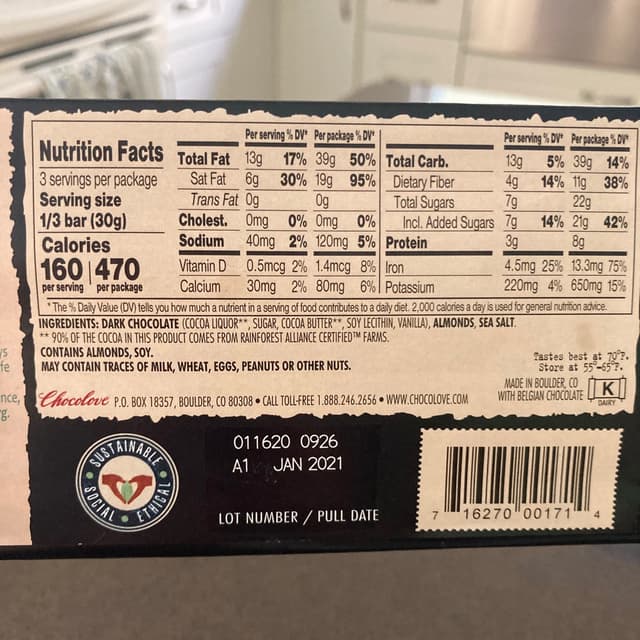 Nutrition Facts
3 servings per package
Serving size
1/3 bar (30g)
Calories
160 | 470
per serving per package
Per serving % DV* Per package % DV*
Total Fat 13g 17% 39g 50%
Sat Fat 6g 30% 19g 95%
Trans Fat 0g 0g
Cholest. 0mg 0% 0mg 0%
Sodium 40mg 2% 120mg 5%
Vitamin D 0.5mcg 2% 1.4mcg 8%
Calcium 30mg 2% 80mg 6%
Per serving % DV* Per package % DV*
Total Carb. 13g 5% 39g 14%
Dietary Fiber 4g 14% 11g 38%
Total Sugars 7g 22g
Incl. Added Sugars 7g 14% 21g 42%
Protein 3g 8g
Iron 4.5mg 25% 13.3mg 75%
Potassium 220mg 4% 650mg 15%
*The % Daily Value (DV) tells you how much a nutrient in a serving of food contributes to a daily diet. 2,000 calories a day is used for general nutrition advice.
INGREDIENTS: DARK CHOCOLATE (COCOA LIQUOR**, SUGAR, COCOA BUTTER**, SOY LECITHIN, VANILLA), ALMONDS, SEA SALT.
** 90% OF THE COCOA IN THIS PRODUCT COMES FROM RAINFOREST ALLIANCE CERTIFIED™ FARMS.
CONTAINS ALMONDS, SOY.
MAY CONTAIN TRACES OF MILK, WHEAT, EGGS, PEANUTS OR OTHER NUTS.
Tastes best at 70°F.
Store at 55°-65°F.
Chocolove P.O. BOX 18357, BOULDER, CO 80308 • CALL TOLL-FREE 1.888.246.2656 • WWW.CHOCOLOVE.COM
MADE IN BOULDER, CO
WITH BELGIAN CHOCOLATE
K
DAIRY
SUSTAINABLE
SOCIAL • ETHICAL
011620 0926
A1 JAN 2021
LOT NUMBER / PULL DATE
7 16270 00171 4